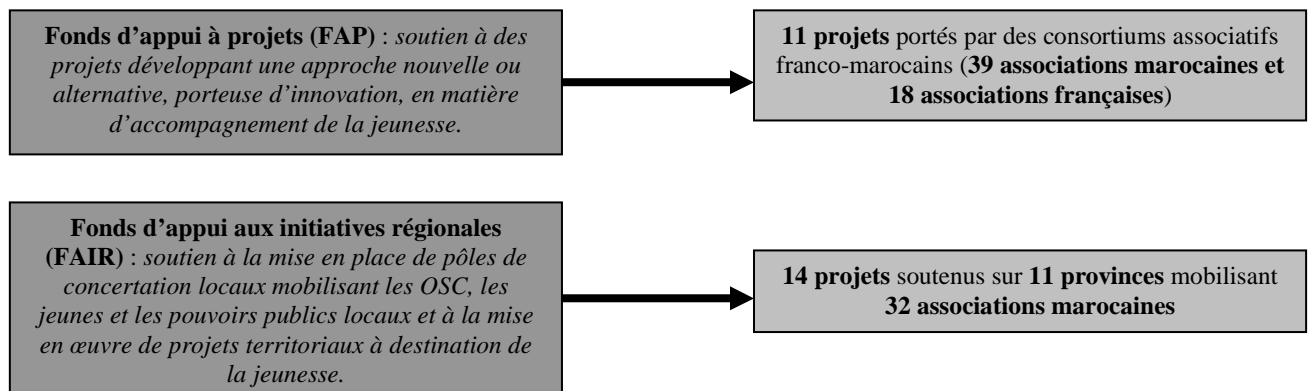 Fonds d'appui à projets (FAP) : soutien à des
projets développant une approche nouvelle ou
alternative, porteuse d'innovation, en matière
d'accompagnement de la jeunesse.
11 projets portés par des consortiums associatifs
franco-marocains (39 associations marocaines et
18 associations françaises)
Fonds d'appui aux initiatives régionales
(FAIR) : soutien à la mise en place de pôles de
concertation locaux mobilisant les OSC, les
jeunes et les pouvoirs publics locaux et à la mise
en œuvre de projets territoriaux à destination de
la jeunesse.
14 projets soutenus sur 11 provinces mobilisant
32 associations marocaines